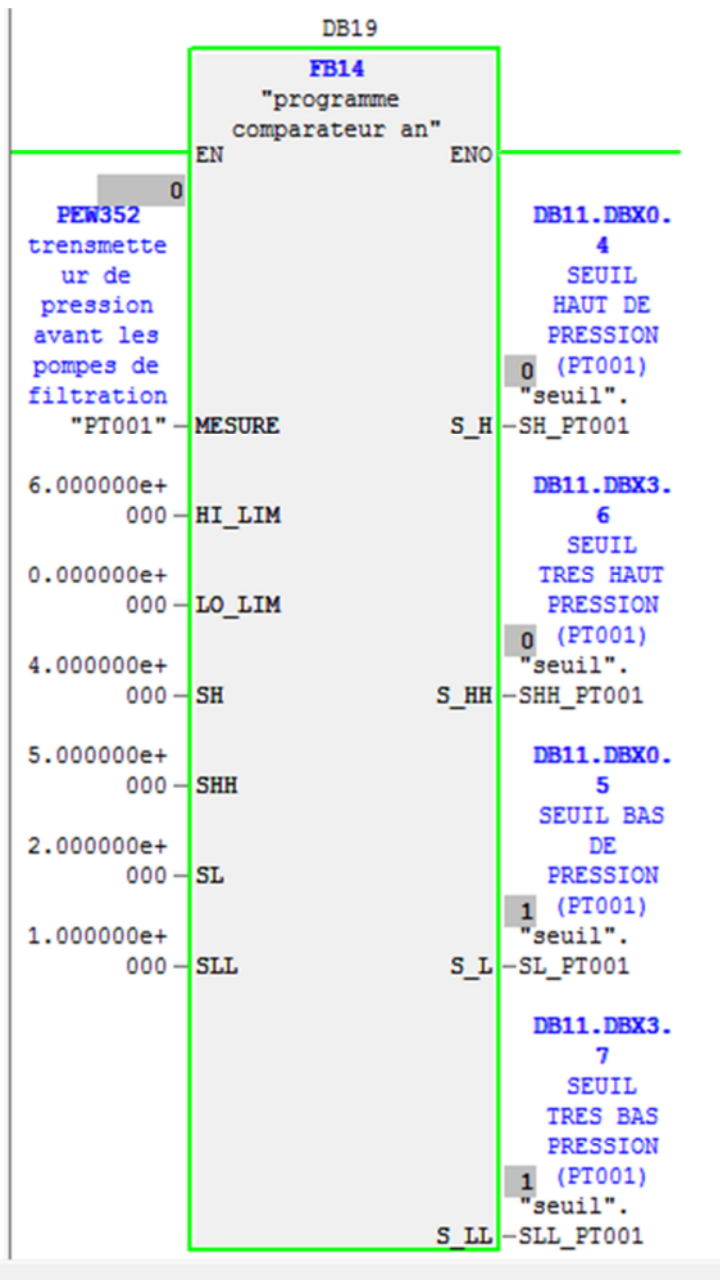 DB19
FB14
"programme
comparateur an"
EN
ENO
0
PEW352
trensmette
ur de
pression
avant les
pompes de
filtration
"PT001"
MESURE
DB11.DBX0.
4
SEUIL
HAUT DE
PRESSION
0 (PT001)
"seuil".
S_H
SH_PT001
6.000000e+
000
HI_LIM
0.000000e+
000
LO_LIM
DB11.DBX3.
6
SEUIL
TRES HAUT
PRESSION
0 (PT001)
"seuil".
4.000000e+
000
SH
S_HH
SHH_PT001
5.000000e+
000
SHH
DB11.DBX0.
5
SEUIL BAS
DE
PRESSION
1 (PT001)
"seuil".
2.000000e+
000
SL
1.000000e+
000
SLL
S_L
SL_PT001
DB11.DBX3.
7
SEUIL
TRES BAS
PRESSION
1 (PT001)
"seuil".
S_LL
SLL_PT001